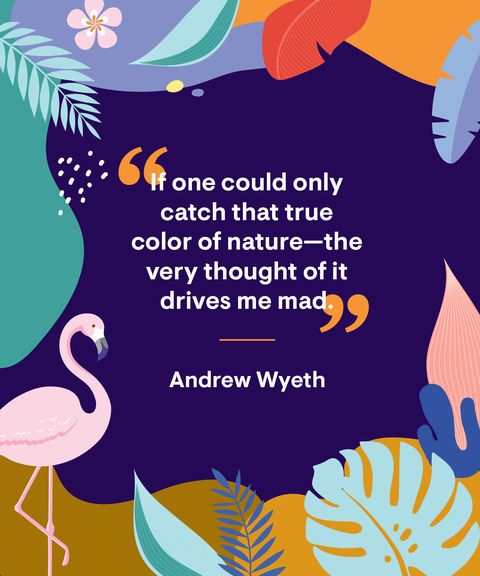 “If one could only
catch that true
color of nature—the
very thought of it
drives me mad.”
Andrew Wyeth